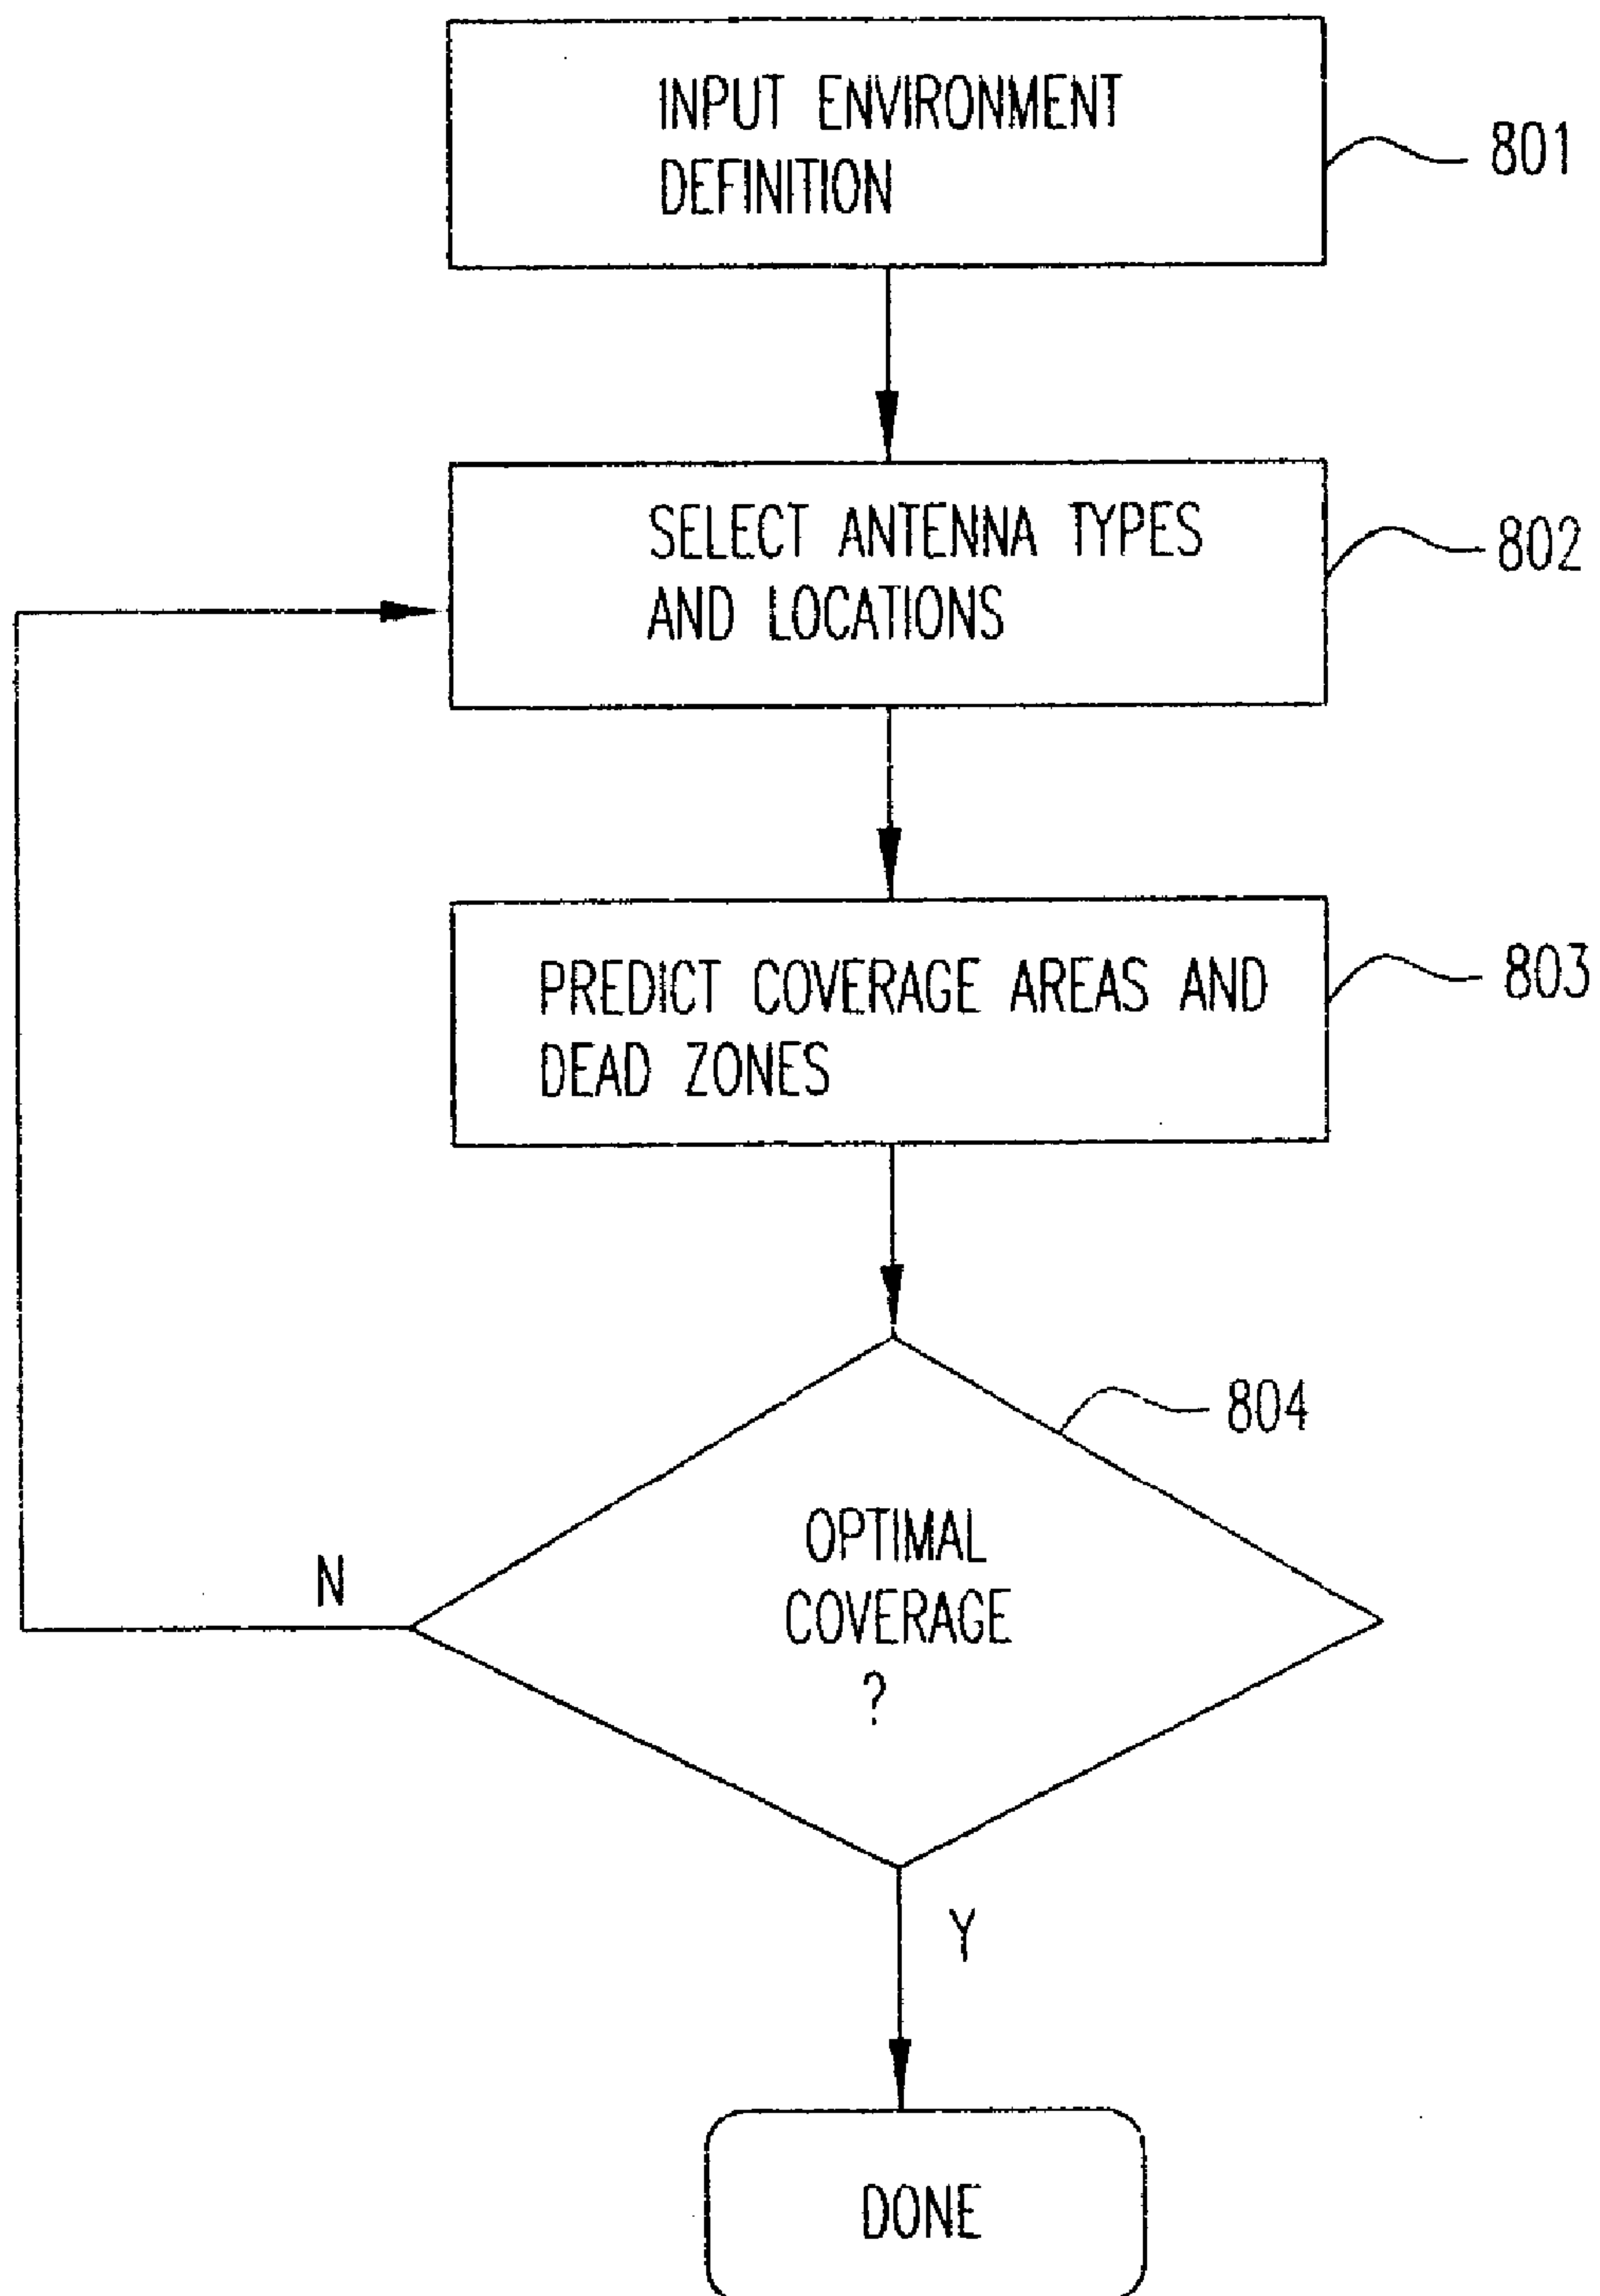 INPUT ENVIRONMENT
DEFINITION
801
SELECT ANTENNA TYPES
AND LOCATIONS
802
PREDICT COVERAGE AREAS AND
DEAD ZONES
803
804
OPTIMAL
COVERAGE
?
N
Y
DONE